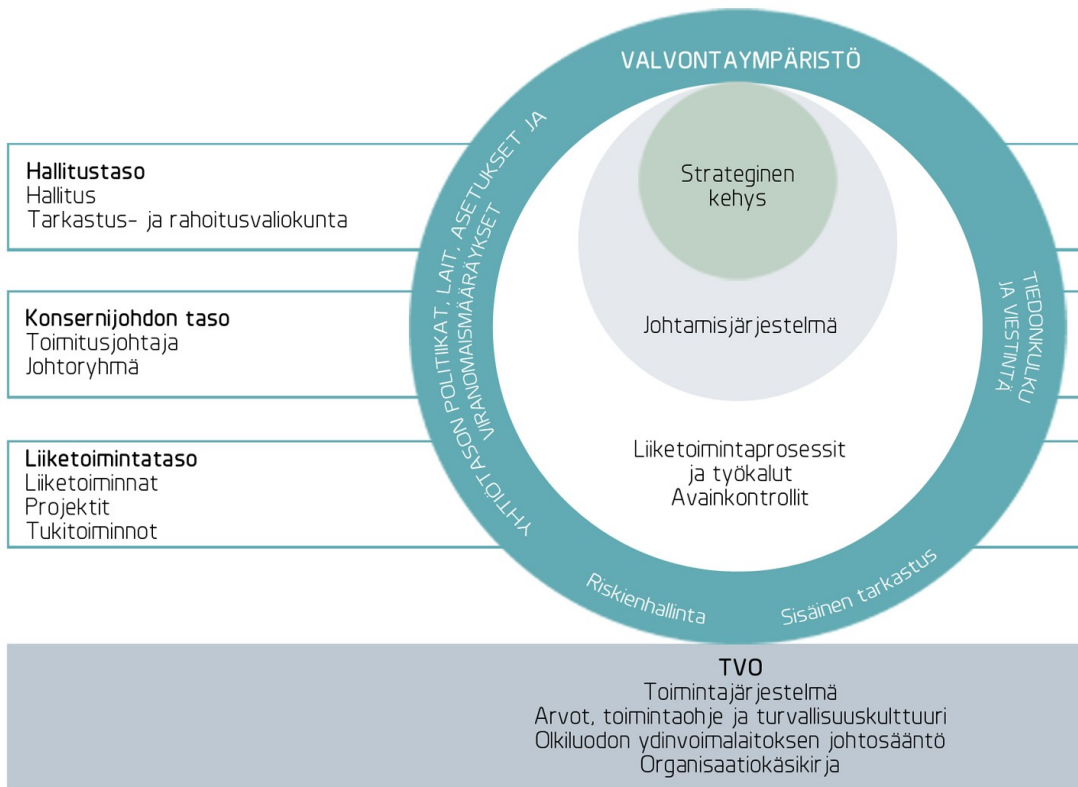 VALVONTAYMPÄRISTÖ
YHTIÖTASON POLITIIKAT, LAIT, ASETUKSET JA
VIRANOMAISMÄÄRÄYKSET
Hallitustaso
Hallitus
Tarkastus- ja rahoitusvaliokunta
Konsernijohdon taso
Toimitusjohtaja
Johtoryhmä
Liiketoimintataso
Liiketoiminnat
Projektit
Tukitoiminnot
Strateginen
kehys
Johtamisjärjestelmä
Liiketoimintaprosessit
ja työkalut
Avainkontrollit
TIEDONKULKU
JA VIESTINTÄ
Riskienhallinta
Sisäinen tarkastus
TVO
Toimintajärjestelmä
Arvot, toimintaohje ja turvallisuuskulttuuri
Olkiluodon ydinvoimalaitoksen johtosääntö
Organisaatiokäsikirja